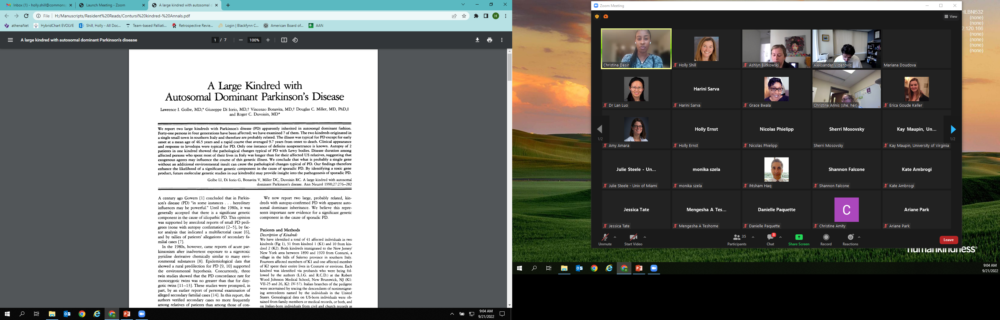 Inbox (1) - holly.shill@commons
Launch Meeting - Zoom
A large kindred with autosomal d
File
H:/Manuscripts/Resident%20Reads/Contursi%20kindred-%20Annals.pdf
athenaNet
HybridChart EVOLVE
Shill, Holly - All Doc...
Team-based Palliati...
Retrospective Revie...
Login | Blackfynn C...
American Board of...
AAN
A large kindred with autosomal dominant Parkinson's disease
1 / 7
100%
A Large Kindred with
Autosomal Dominant Parkinson's Disease
Lawrence I. Golbe, MD,* Giuseppe Di Iorio, MD,† Vincenzo Bonavita, MD,† Douglas C. Miller, MD, PhD,‡
and Roger C. Duvoisin, MD*
We report two large kindreds with Parkinson's disease (PD) apparently inherited in autosomal dominant fashion.
Forty-one persons in four generations have been affected; we have examined 7 of them. The two kindreds originated in
a single small town in southern Italy and therefore are probably related. The illness was typical for PD except for early
onset at a mean age of 46.5 years and a rapid course that averaged 9.7 years from onset to death. Clinical appearance
and response to levodopa were typical for PD. Only one instance of definite nonpenetrance is known. Autopsy of 2
patients in one kindred showed the pathological changes typical of PD with Lewy bodies. Disease duration among
affected persons who spent most of their lives in Italy was longer than for their affected US relatives, suggesting that
exogenous agents may influence the course of this genetic illness. We conclude that what is probably a single gene
without an additional environmental insult can cause the pathological changes typical of PD. Our findings therefore
enhance the likelihood of a significant genetic component in the cause of sporadic PD. By identifying a toxic gene
product, future molecular genetic studies in our kindred(s) may provide insight into the pathogenesis of sporadic PD.
Golbe LI, Di Iorio G, Bonavita V, Miller DC, Duvoisin RC. A large kindred with autosomal
dominant Parkinson's disease. Ann Neurol 1990;27:276–282
A century ago Gowers [1] concluded that in Parkin-
son's disease (PD) "in some instances . . . hereditary
influences may be powerful." Until the 1980s, it was
generally accepted that there is a significant genetic
component in the cause of idiopathic PD. This opinion
was supported by anecdotal reports of small PD pedi-
grees (none with autopsy confirmation) [2–5], by fac-
tor analysis that indicated a multifactorial cause [6],
and by tallies of patients' allegations of secondary fa-
milial cases [7].
In the 1980s, however, came reports of acute par-
kinsonism after inadvertent exposure to a nigrotoxic
pyridine derivative chemically similar to many envi-
ronmental substances [8]. Epidemiological data that
showed a rural predilection for PD [9, 10] supported
the environmental hypothesis. Concurrently, three
twin studies showed that the PD concordance rate for
monozygotic twins was no greater than that for dizy-
gotic twins [11–13]. These studies were prompted, in
part, by an earlier report of personal examination of
alleged secondary familial cases [14]. In this report, the
authors verified secondary cases no more frequently
among relatives of patients than among those of con-
We now report two large, probably related, kin-
dreds with autopsy-confirmed PD with apparent auto-
somal dominant inheritance. We believe this repre-
sents important new evidence for a significant genetic
component in the cause of sporadic PD.
Patients and Methods
Description of Kindreds
We have identified a total of 41 affected individuals in two
kindreds (Fig 1), 31 from kindred 1 (K1) and 10 from kin-
dred 2 (K2). Both kindreds immigrated to the New Jersey/
New York area between 1890 and 1920 from Contursi, a
village in the hills of Salerno province in southern Italy.
Fourteen affected members of K1 and one affected member
of K2 spent their entire lives in Contursi or environs. Each
kindred was identified via probands who were being fol-
lowed by the authors (L.I.G. and R.C.D.) at the Robert
Wood Johnson Medical School, New Brunswick, NJ (K1:
VII-25 and 26, K2: IV-57). Italian branches of the pedigree
were ascertained by tracing the descendants of nonimmigrat-
ing antecedents named by the individuals in the United
States. Genealogical data on US-born individuals were ob-
tained from family members or medical records, or both, and
on Italian-born individuals from civil and church records as
9:04 AM
9/21/2022
Zoom Meeting
View
HLBNI532
(none)
(none)
2.120.166
(none)
(none)
(none)
(none)
Christina Desir
Holly Shill
Ashlyn Butkowski
Aleksandar Videnovic
Mariana Doudova
Harini Sarva
Dr Lan Luo
Harini Sarva
Grace Bwala
Christine Annis (she, her)
Erica Goude Keller
Holly Ernst
Nicolas Phielipp
Sherri Mosovsky
Kay Maupin, Un...
1/2
1/2
Amy Amara
Holly Ernst
Nicolas Phielipp
Sherri Mosovsky
Kay Maupin, University of Virginia
Julie Steele - Un...
monika szela
Shannon Falcone
Kate Ambrogi
Julie Steele - Univ of Miami
monika szela
Ihtsham Haq
Shannon Falcone
Kate Ambrogi
Jessica Tate
Mengesha A Tes...
Danielle Paquette
C
Ariane Park
Jessica Tate
Mengesha A Teshome
Danielle Paquette
Christine Amity
Ariane Park
35
3
Unmute
Start Video
Participants
Chat
Share Screen
Record
Reactions
Leave
humankindness®
9:04 AM
9/21/2022